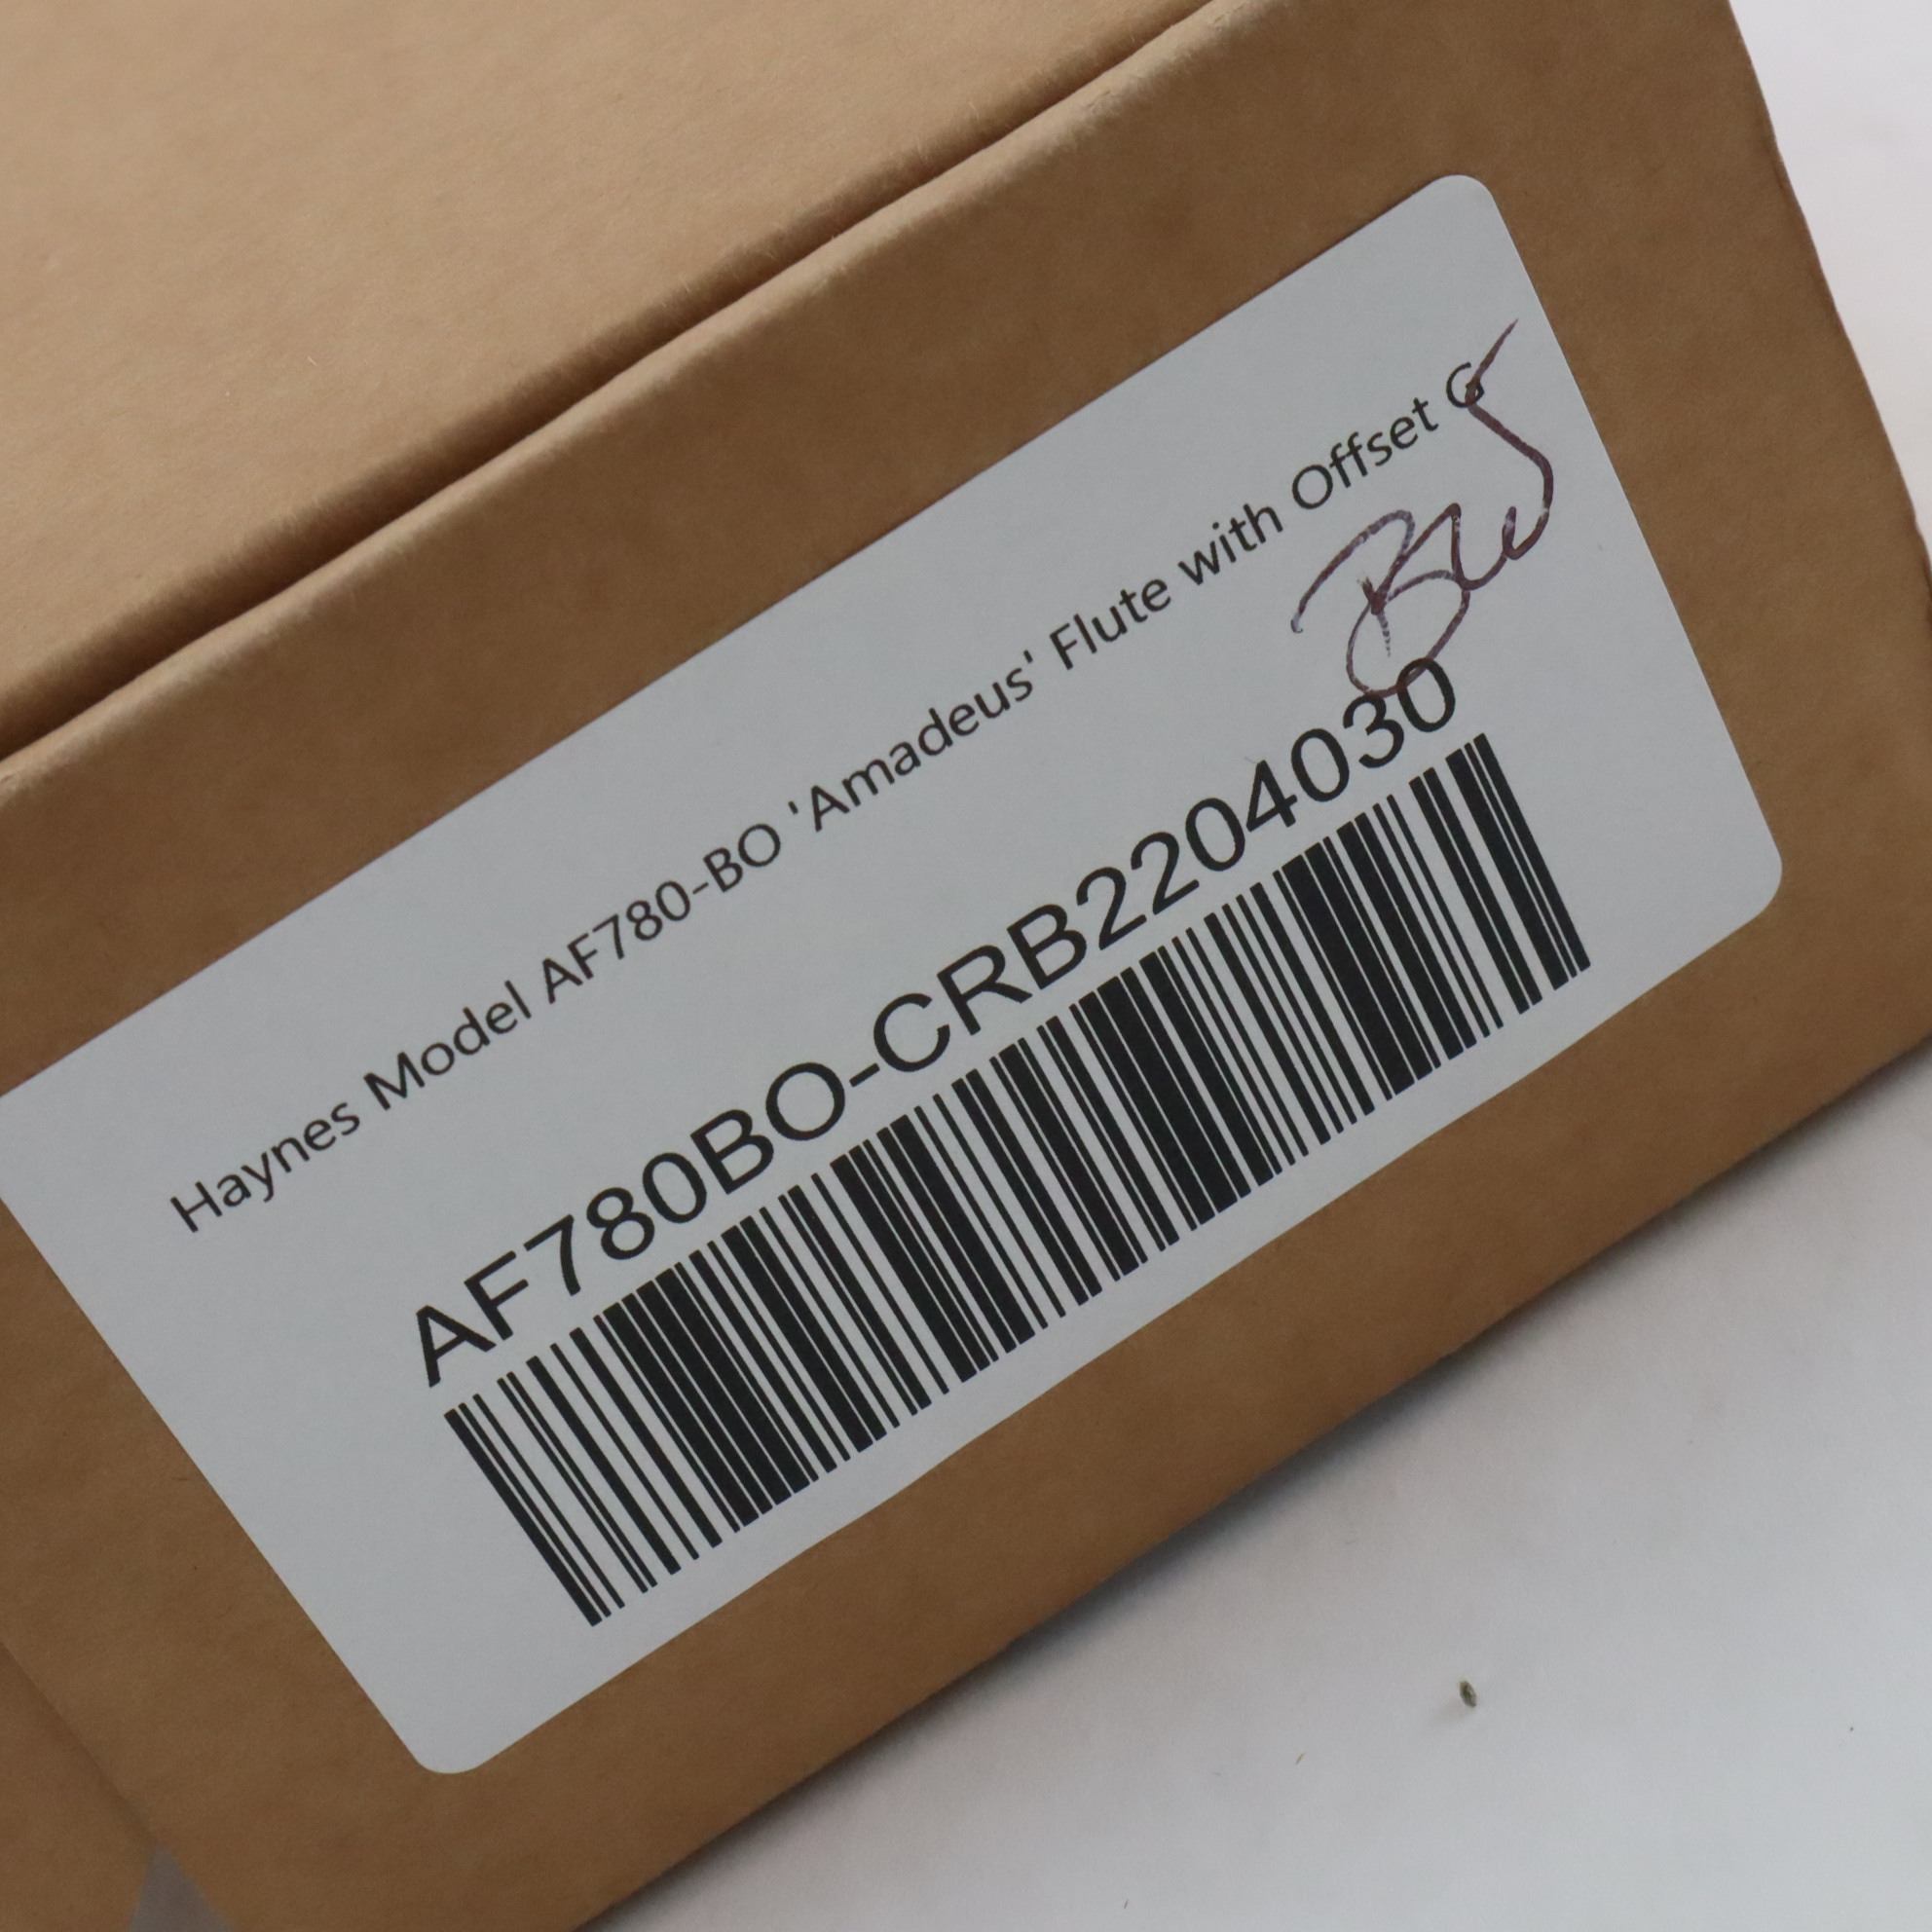 Haynes Model AF780-BO 'Amadeus' Flute with Offset G
AF780BO-CRB2204030